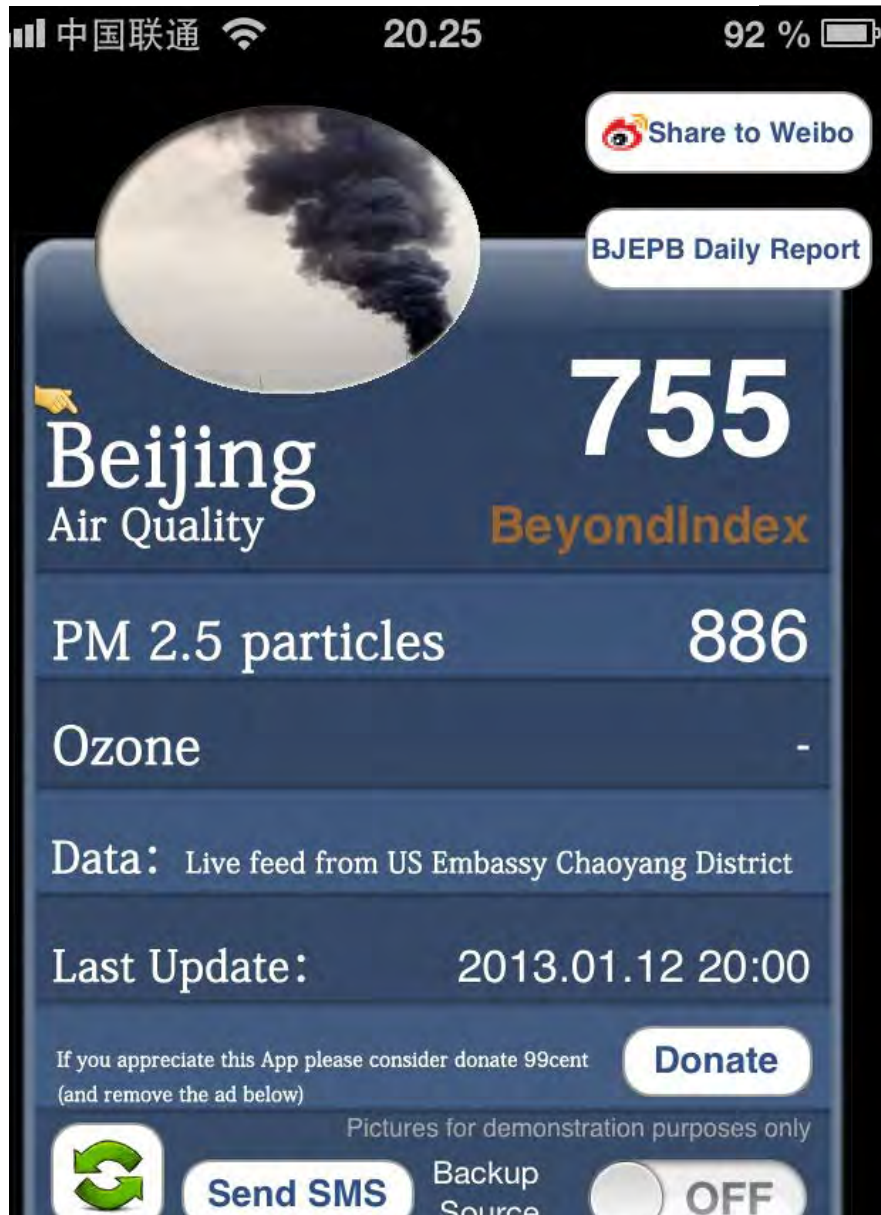 中国联通 20.25 92 %
Share to Weibo
BJEPB Daily Report
755
Beijing
Air Quality
BeyondIndex
PM 2.5 particles 886
Ozone -
Data: Live feed from US Embassy Chaoyang District
Last Update: 2013.01.12 20:00
If you appreciate this App please consider donate 99cent
(and remove the ad below)
Donate
Pictures for demonstration purposes only
Send SMS
Backup
Source
OFF